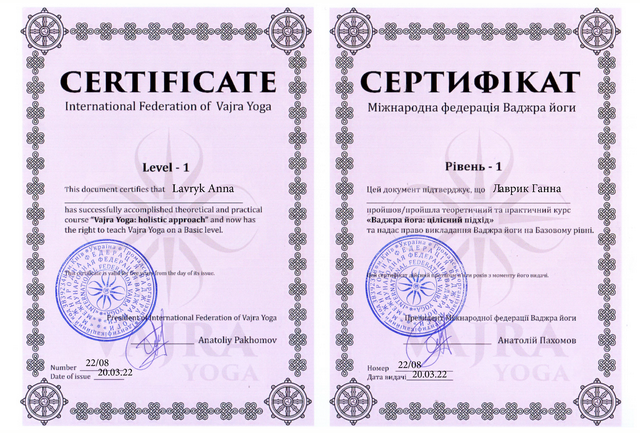 CERTIFICATE
International Federation of Vajra Yoga
Level - 1
This document certifies that Lavryk Anna
has successfully accomplished theoretical and practical
course "Vajra Yoga: holistic approach" and now has
the right to teach Vajra Yoga on a Basic level.
This certificate is valid for five years from the day of its issue.
President of International Federation of Vajra Yoga
Anatoliy Pakhomov
VAJRA
YOGA
Number 22/08
Date of issue 20.03.22
СЕРТИФІКАТ
Міжнародна федерація Ваджра йоги
Рівень - 1
Цей документ підтверджує, що Лаврик Ганна
пройшов/пройшла теоретичний та практичний курс
«Ваджра йога: цілісний підхід»
та надає право викладання Ваджра йоги на Базовому рівні.
Цей сертифікат дійсний протягом п'яти років з моменту його видачі.
Президент Міжнародної федерації Ваджра йоги
Анатолій Пахомов
VAJRA
YOGA
Номер 22/08
Дата видачі 20.03.22